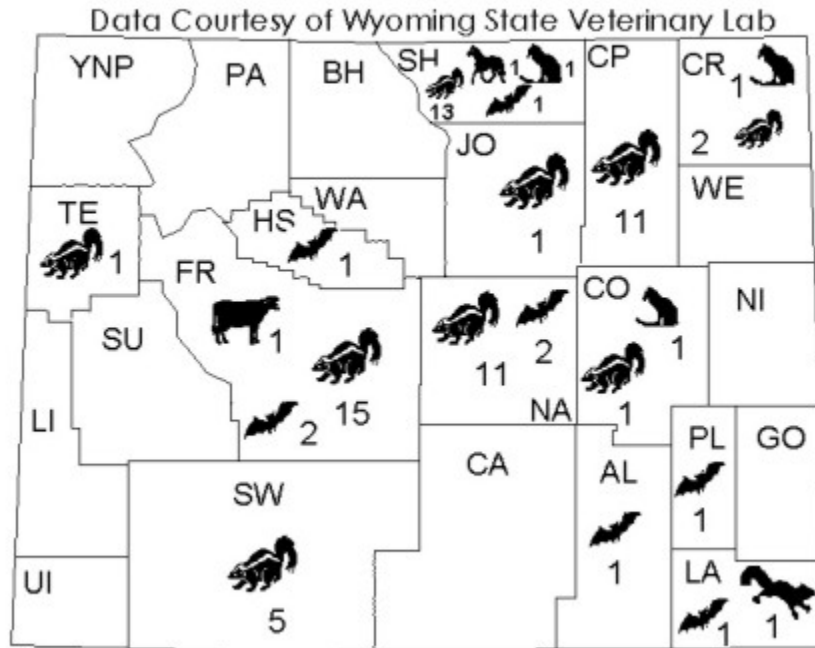 Data Courtesy of Wyoming State Veterinary Lab
YNP
PA
BH
SH
1
1
13
1
CP
11
CR
1
2
JO
1
WE
TE
1
HS
1
WA
FR
1
15
2
SU
LI
UI
11
2
NA
CO
1
1
NI
SW
5
CA
AL
1
PL
1
GO
LA
1
1